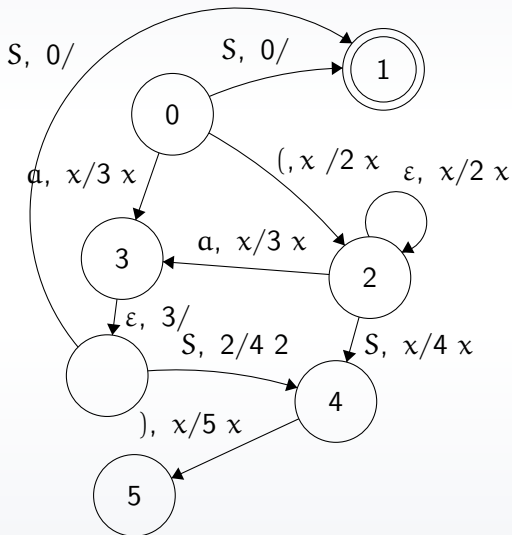 S, 0/
S, 0/
1
0
(,x /2 x
ε, x/2 x
a, x/3 x
a, x/3 x
3
2
ε, 3/
S, 2/4 2
S, x/4 x
4
), x/5 x
5